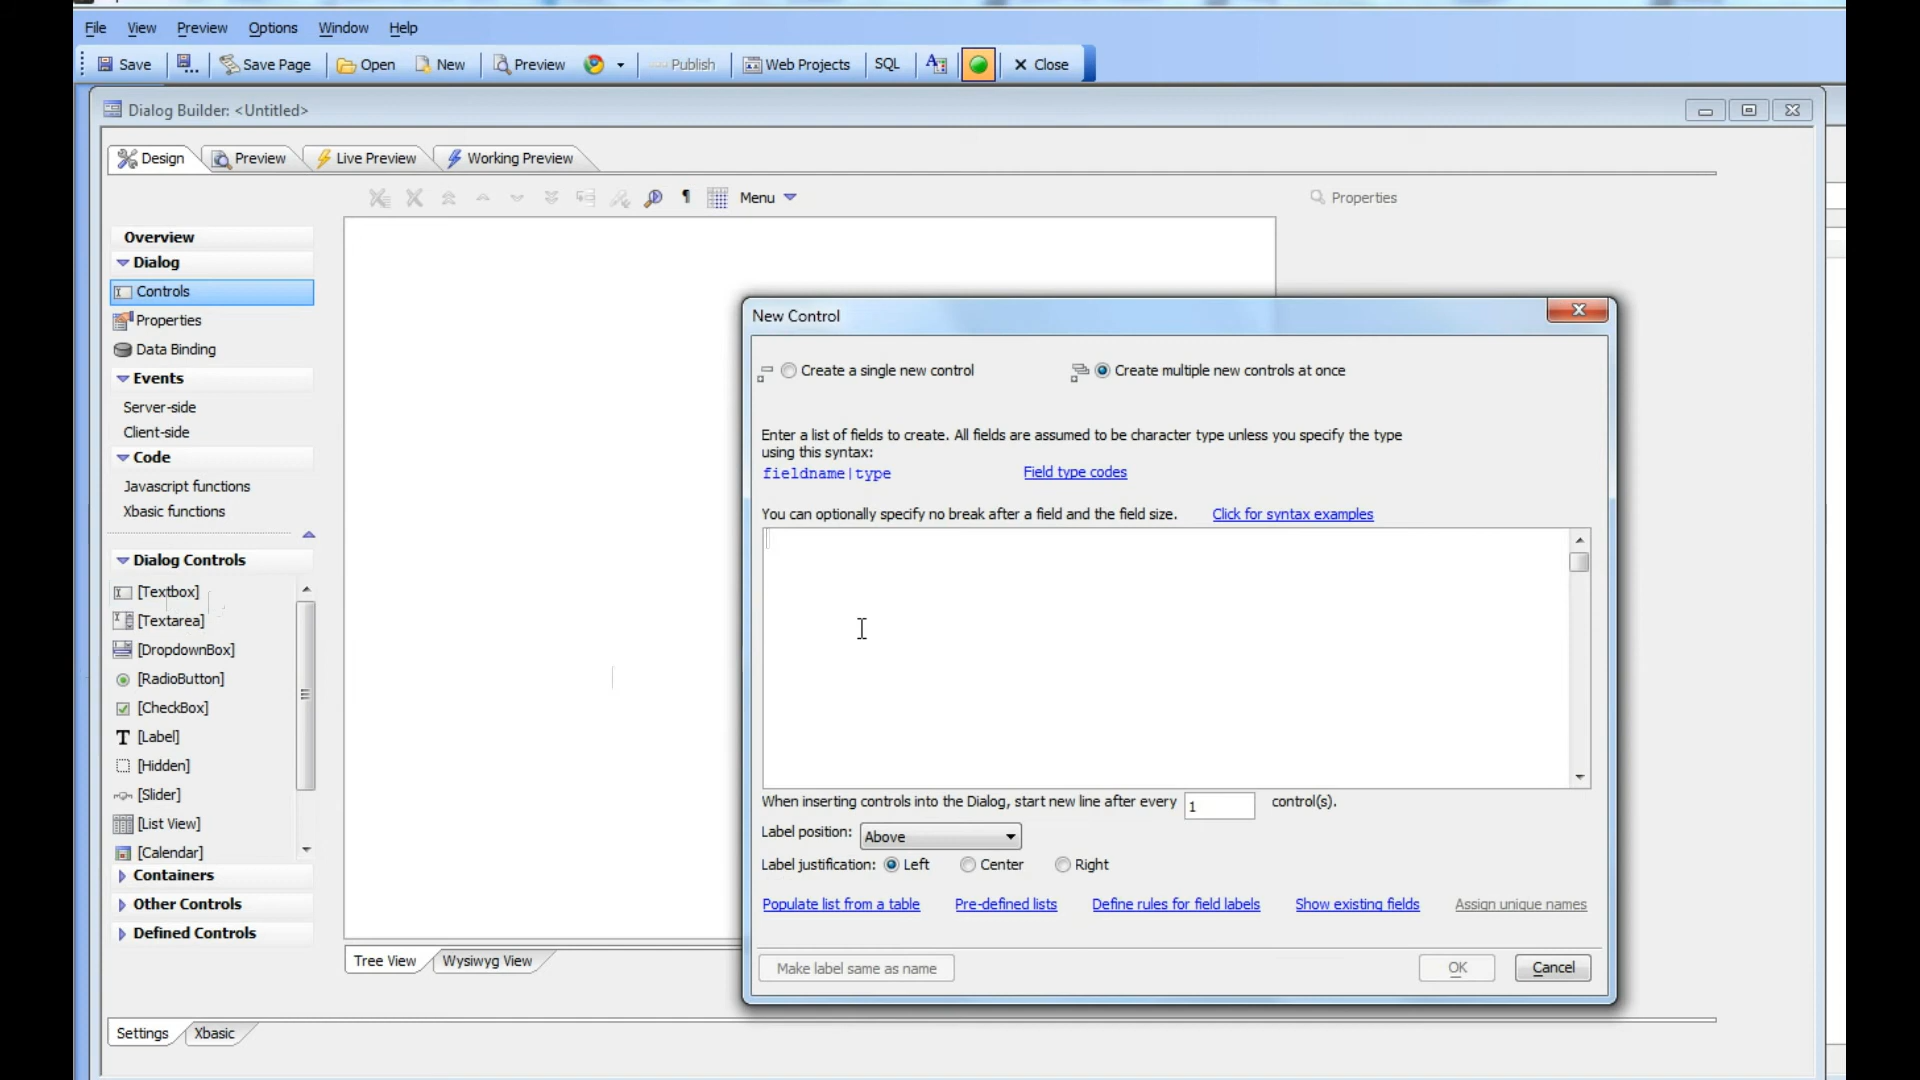 File View Preview Options Window Help
Save Save Page Open New Preview Publish Web Projects SQL Close
Dialog Builder: <Untitled>
Design Preview Live Preview Working Preview
Menu Properties
Overview
Dialog
Controls
Properties
Data Binding
Events
Server-side
Client-side
Code
Javascript functions
Xbasic functions
Dialog Controls
[Textbox]
[Textarea]
[DropdownBox]
[RadioButton]
[CheckBox]
[Label]
[Hidden]
[Slider]
[List View]
[Calendar]
Containers
Other Controls
Defined Controls
Tree View Wysiwyg View
Settings Xbasic
New Control
Create a single new control Create multiple new controls at once
Enter a list of fields to create. All fields are assumed to be character type unless you specify the type
using this syntax:
fieldname|type Field type codes
You can optionally specify no break after a field and the field size. Click for syntax examples
When inserting controls into the Dialog, start new line after every 1 control(s).
Label position: Above
Label justification: Left Center Right
Populate list from a table Pre-defined lists Define rules for field labels Show existing fields Assign unique names
Make label same as name OK Cancel